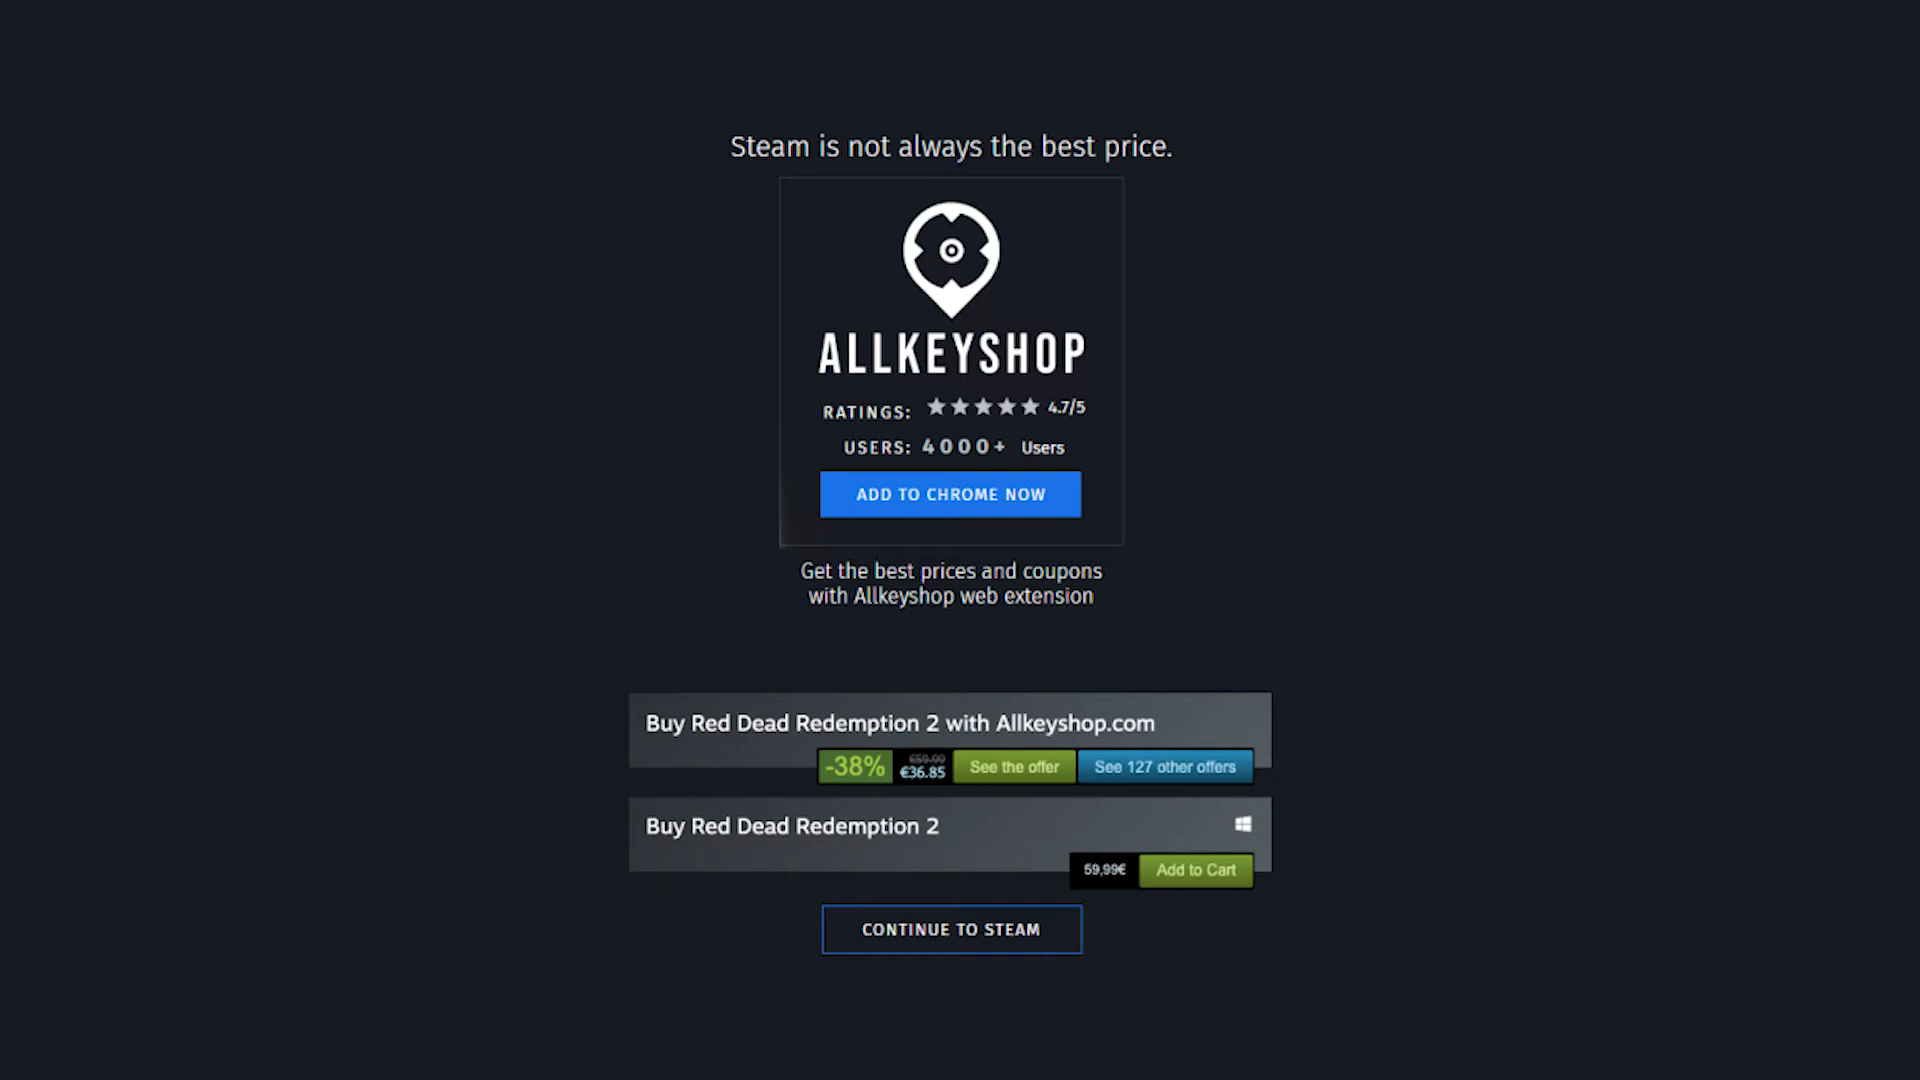 Steam is not always the best price.
ALLKEYSHOP
RATINGS: ★★★★★ 4.7/5
USERS: 4000+ Users
ADD TO CHROME NOW
Get the best prices and coupons
with Allkeyshop web extension
Buy Red Dead Redemption 2 with Allkeyshop.com
-38% €59.99 €36.85 See the offer See 127 other offers
Buy Red Dead Redemption 2
59,99€ Add to Cart
CONTINUE TO STEAM